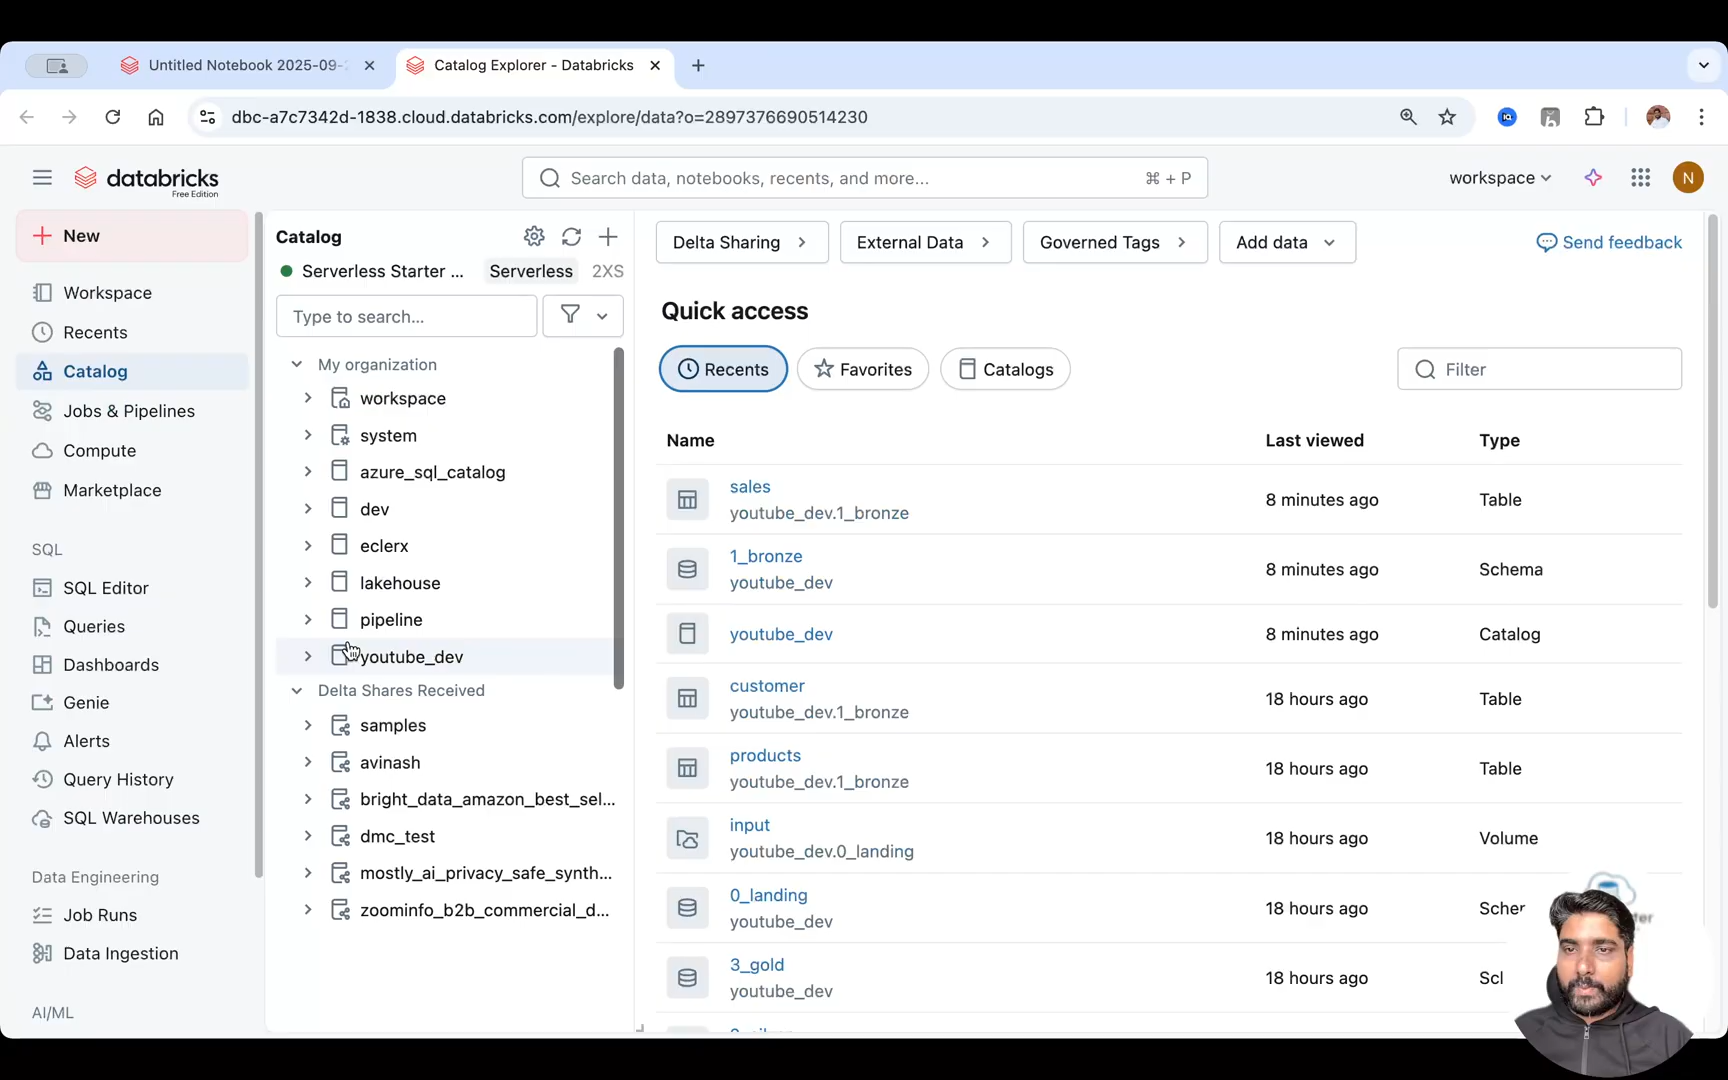 Untitled Notebook 2025-09-
Catalog Explorer - Databricks
dbc-a7c7342d-1838.cloud.databricks.com/explore/data?o=2897376690514230
databricks
Free Edition
Search data, notebooks, recents, and more...
⌘ + P
workspace
N
New
Workspace
Recents
Catalog
Jobs & Pipelines
Compute
Marketplace
SQL
SQL Editor
Queries
Dashboards
Genie
Alerts
Query History
SQL Warehouses
Data Engineering
Job Runs
Data Ingestion
AI/ML
Catalog
Serverless Starter ... Serverless 2XS
Type to search...
My organization
workspace
system
azure_sql_catalog
dev
eclerx
lakehouse
pipeline
youtube_dev
Delta Shares Received
samples
avinash
bright_data_amazon_best_sel...
dmc_test
mostly_ai_privacy_safe_synth...
zoominfo_b2b_commercial_d...
Delta Sharing
External Data
Governed Tags
Add data
Send feedback
Quick access
Recents
Favorites
Catalogs
Filter
Name Last viewed Type
sales
youtube_dev.1_bronze
8 minutes ago Table
1_bronze
youtube_dev
8 minutes ago Schema
youtube_dev 8 minutes ago Catalog
customer
youtube_dev.1_bronze
18 hours ago Table
products
youtube_dev.1_bronze
18 hours ago Table
input
youtube_dev.0_landing
18 hours ago Volume
0_landing
youtube_dev
18 hours ago
3_gold
youtube_dev
18 hours ago